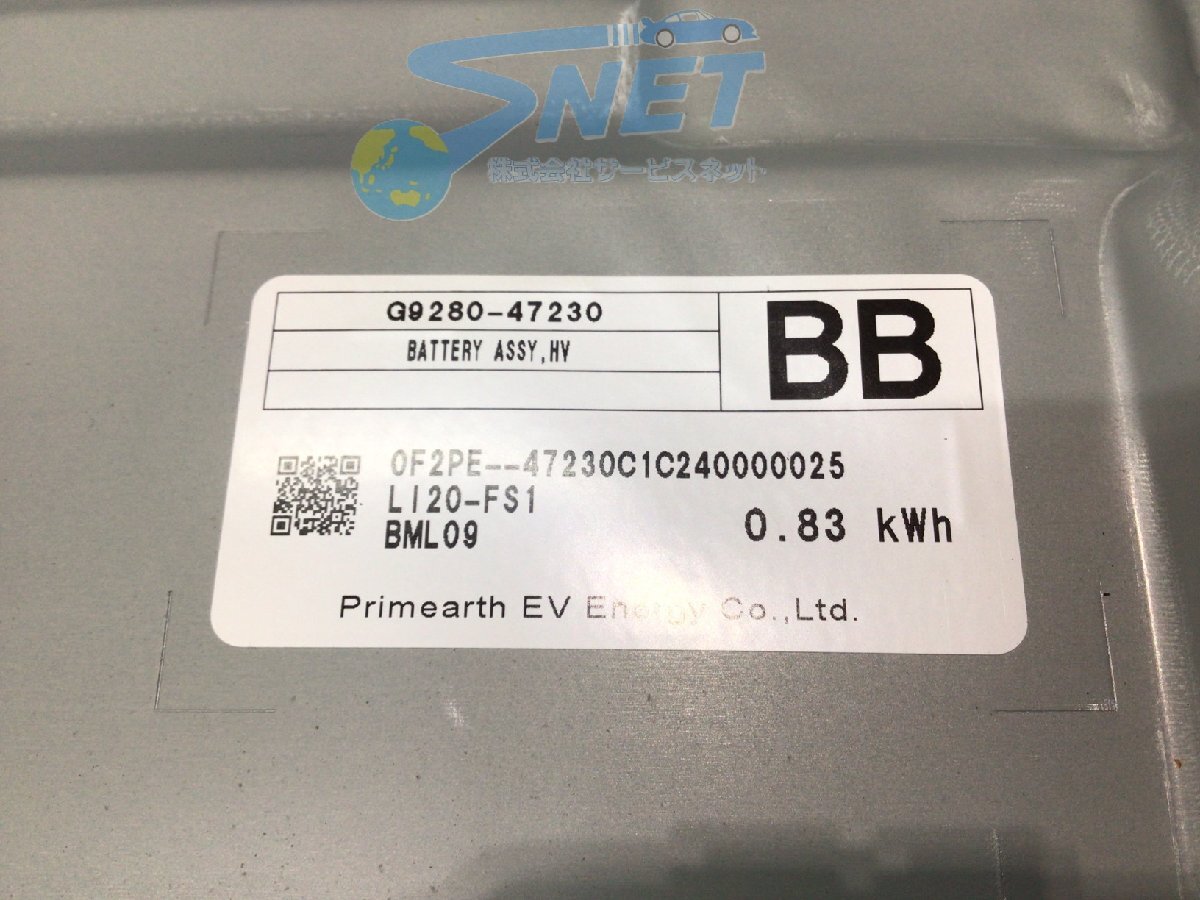 SNET
株式会社サービスネット
G9280-47230
BB
BATTERY ASSY,HV
0F2PE--47230C1C240000025
LI20-FS1
BML09
0.83 kWh
Primearth EV Energy Co.,Ltd.